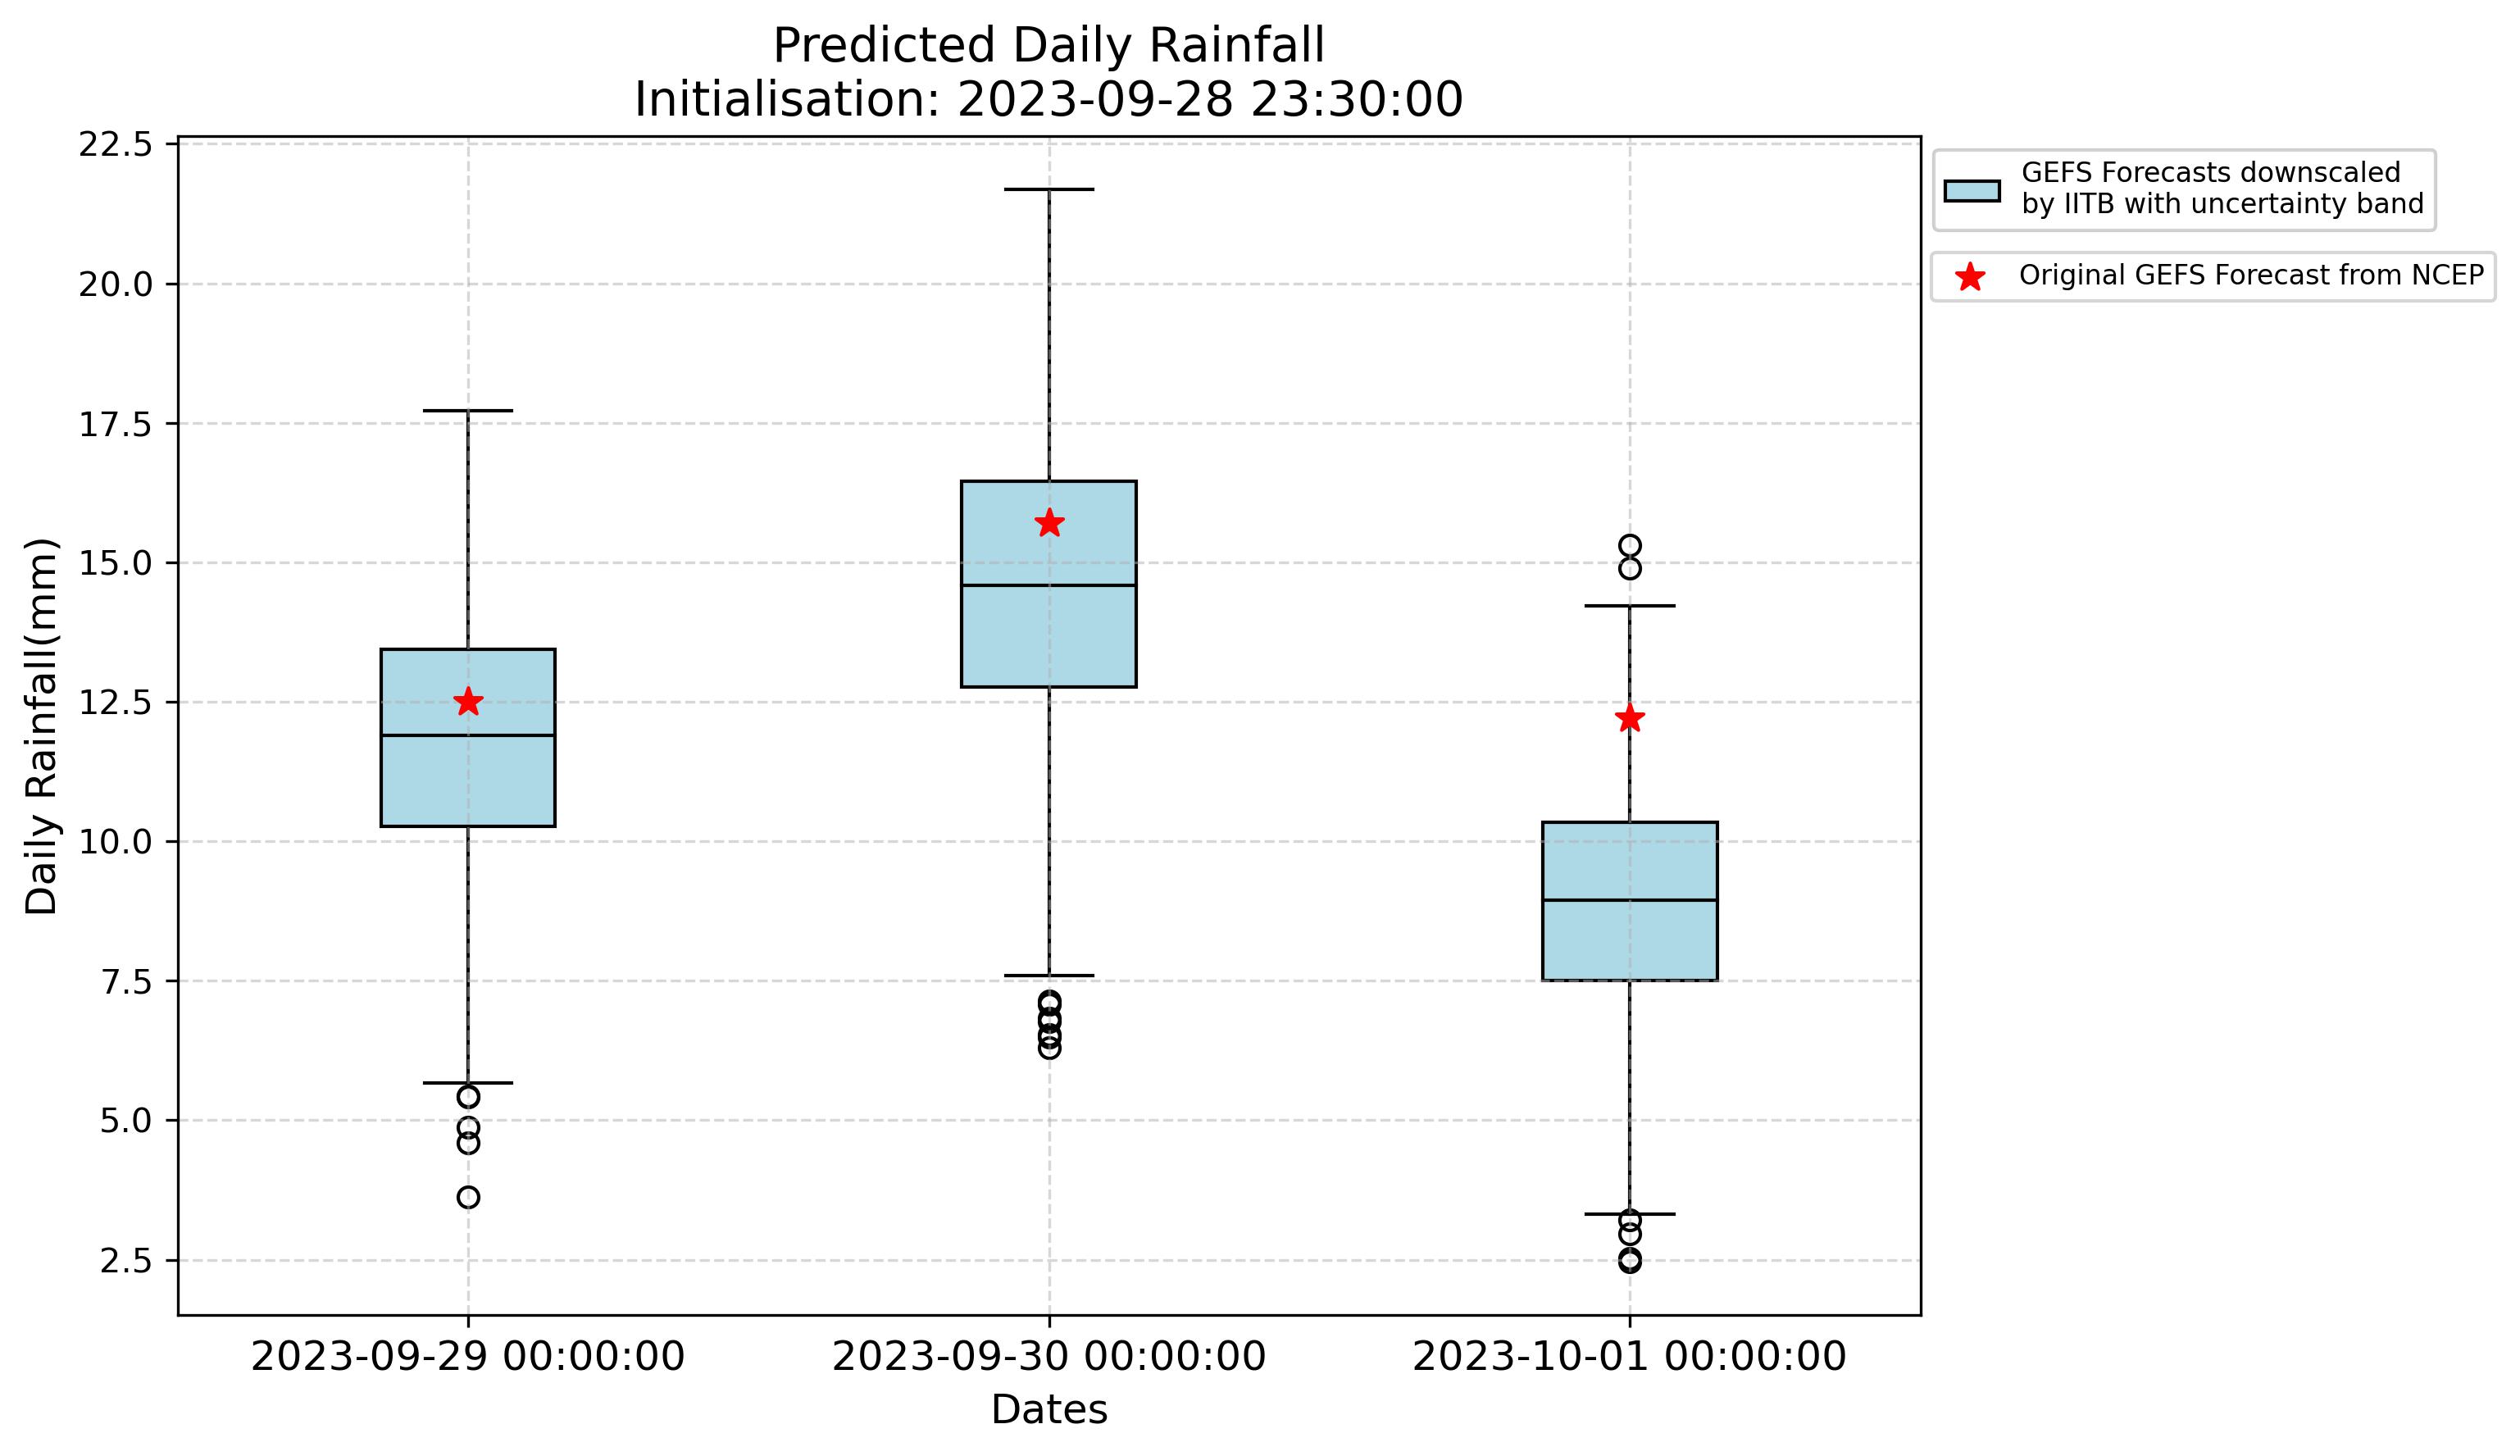 Predicted Daily Rainfall
Initialisation: 2023-09-28 23:30:00
22.5
20.0
17.5
15.0
12.5
10.0
7.5
5.0
2.5
Daily Rainfall(mm)
2023-09-29 00:00:00
2023-09-30 00:00:00
2023-10-01 00:00:00
Dates
GEFS Forecasts downscaled
by IITB with uncertainty band
Original GEFS Forecast from NCEP